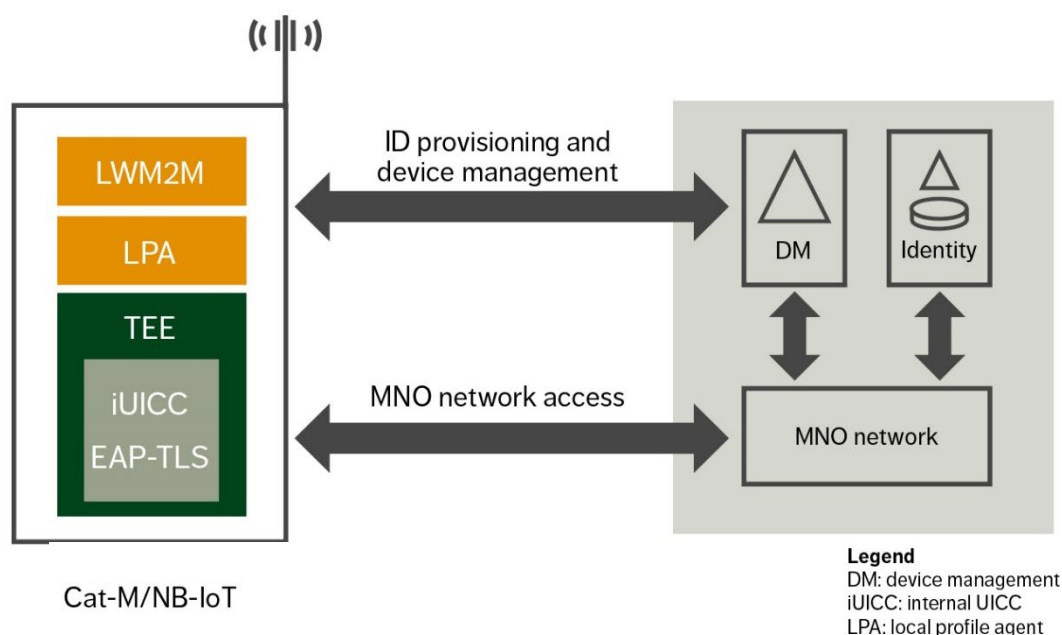 LWM2M
LPA
TEE
iUICC
EAP-TLS
Cat-M/NB-IoT
ID provisioning and
device management
MNO network access
DM
Identity
MNO network
Legend
DM: device management
iUICC: internal UICC
LPA: local profile agent